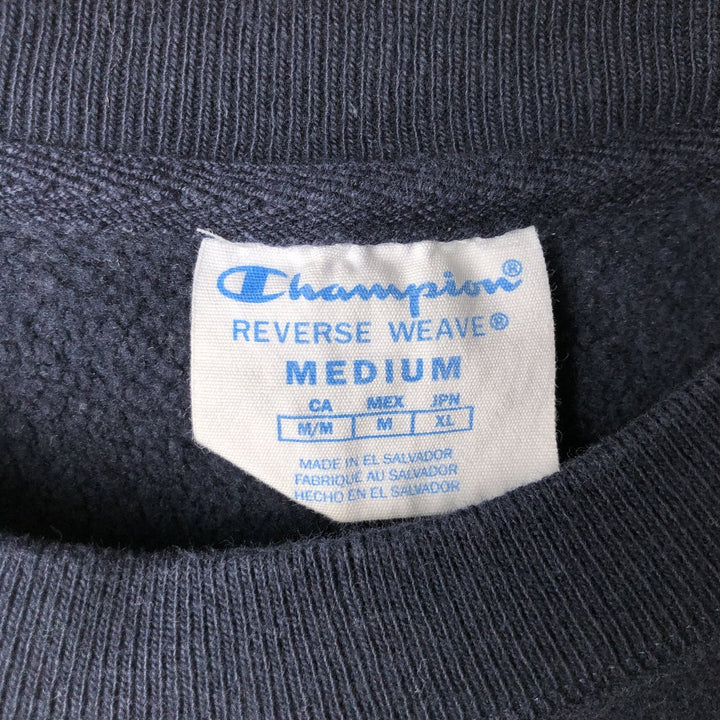 Champion®
REVERSE WEAVE®
MEDIUM
CA MEX JPN
M/M M XL
MADE IN EL SALVADOR
FABRIQUÉ AU SALVADOR
HECHO EN EL SALVADOR